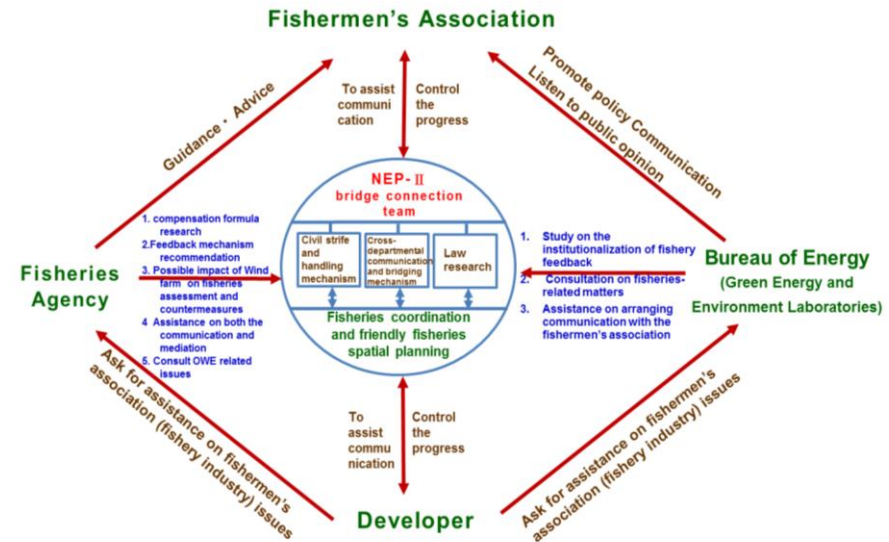 Fishermen's Association
Guidance・Advice
To assist
communi
cation
Control
the
progress
Promote policy Communication
Listen to public opinion
NEP-Ⅱ
bridge connection
team
Civil strife
and
handling
mechanism
Cross-
departmental
communication
and bridging
mechanism
Law
research
Fisheries coordination
and friendly fisheries
spatial planning
Fisheries
Agency
1. compensation formula
research
2.Feedback mechanism
recommendation
3. Possible impact of Wind
farm on fisheries
assessment and
countermeasures
4 Assistance on both the
communication and
mediation
5. Consult OWE related
issues
1. Study on the
institutionalization of fishery
feedback
2. Consultation on fisheries-
related matters
3. Assistance on arranging
communication with the
fishermen's association
Bureau of Energy
(Green Energy and
Environment Laboratories)
Ask for assistance on fishermen's
association (fishery industry) issues
To
assist
commu
nication
Control
the
progress
Ask for assistance on fishermen's
association (fishery industry) issues
Developer